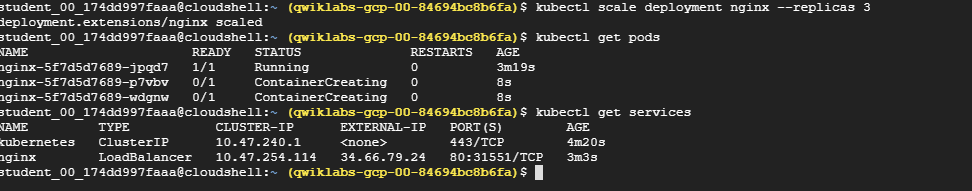 student_00_174dd997faaa@cloudshell:~ (qwiklabs-gcp-00-84694bc8b6fa)$ kubectl scale deployment nginx --replicas 3
deployment.extensions/nginx scaled
student_00_174dd997faaa@cloudshell:~ (qwiklabs-gcp-00-84694bc8b6fa)$ kubectl get pods
NAME READY STATUS RESTARTS AGE
nginx-5f7d5d7689-jpqd7 1/1 Running 0 3m19s
nginx-5f7d5d7689-p7vbv 0/1 ContainerCreating 0 8s
nginx-5f7d5d7689-wdgnw 0/1 ContainerCreating 0 8s
student_00_174dd997faaa@cloudshell:~ (qwiklabs-gcp-00-84694bc8b6fa)$ kubectl get services
NAME TYPE CLUSTER-IP EXTERNAL-IP PORT(S) AGE
kubernetes ClusterIP 10.47.240.1 <none> 443/TCP 4m20s
nginx LoadBalancer 10.47.254.114 34.66.79.24 80:31551/TCP 3m3s
student_00_174dd997faaa@cloudshell:~ (qwiklabs-gcp-00-84694bc8b6fa)$